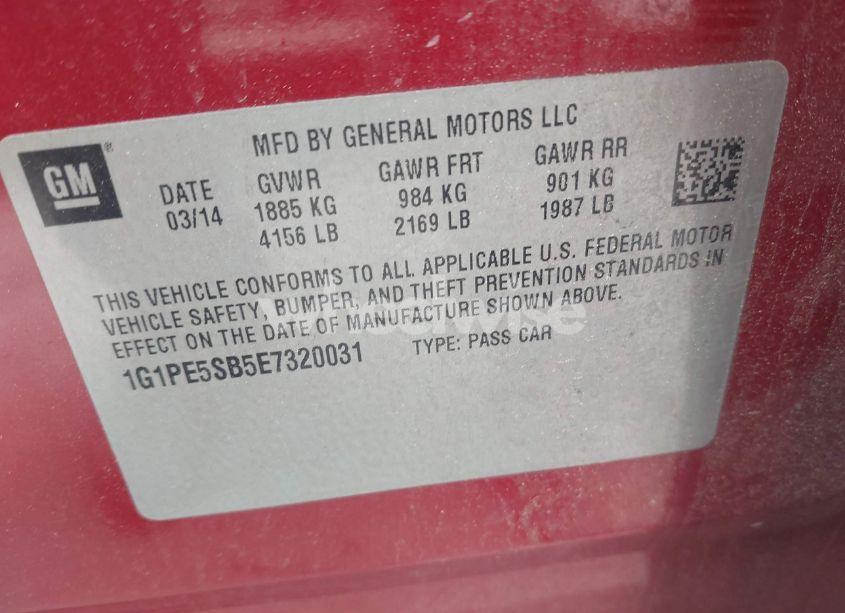 MFD BY GENERAL MOTORS LLC
GM®
DATE GVWR GAWR FRT GAWR RR
03/14 1885 KG 984 KG 901 KG
4156 LB 2169 LB 1987 LB
THIS VEHICLE CONFORMS TO ALL APPLICABLE U.S. FEDERAL MOTOR
VEHICLE SAFETY, BUMPER, AND THEFT PREVENTION STANDARDS IN
EFFECT ON THE DATE OF MANUFACTURE SHOWN ABOVE.
1G1PE5SB5E7320031 TYPE: PASS CAR